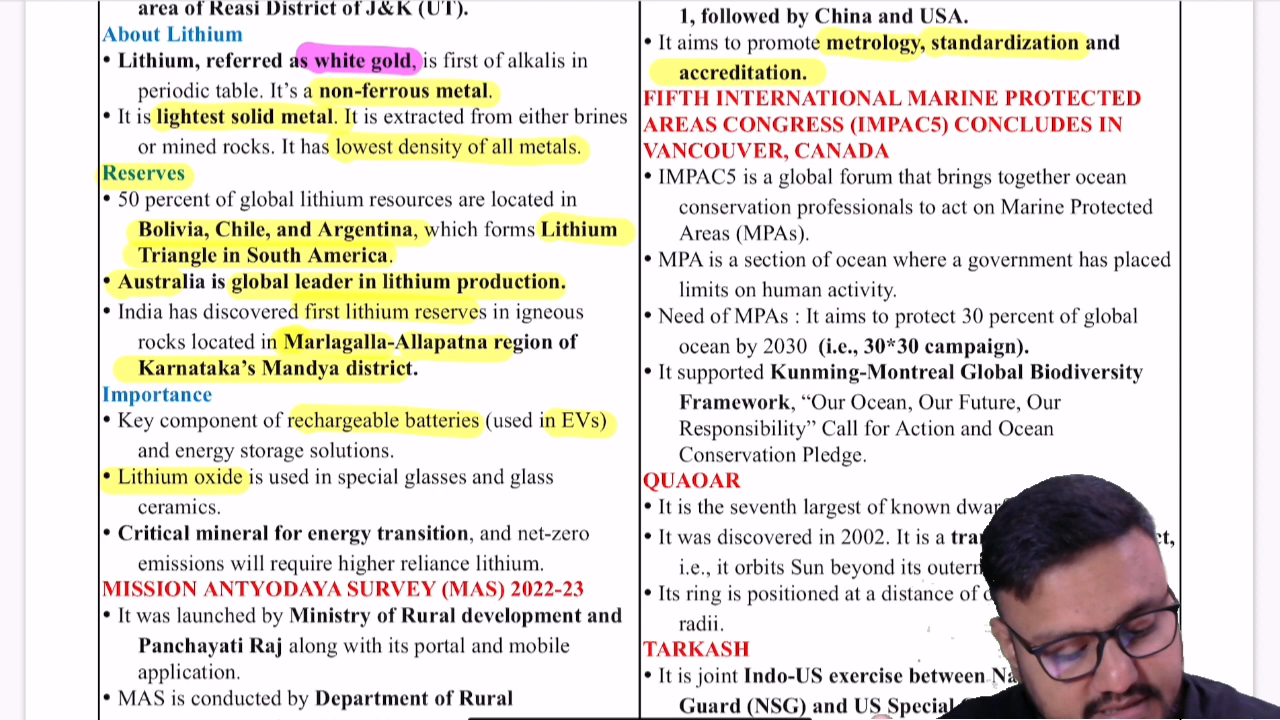 area of Reasi District of J&K (UT).
About Lithium
• Lithium, referred as white gold, is first of alkalis in
periodic table. It's a non-ferrous metal.
• It is lightest solid metal. It is extracted from either brines
or mined rocks. It has lowest density of all metals.
Reserves
• 50 percent of global lithium resources are located in
Bolivia, Chile, and Argentina, which forms Lithium
Triangle in South America.
• Australia is global leader in lithium production.
• India has discovered first lithium reserves in igneous
rocks located in Marlagalla-Allapatna region of
Karnataka's Mandya district.
Importance
• Key component of rechargeable batteries (used in EVs)
and energy storage solutions.
• Lithium oxide is used in special glasses and glass
ceramics.
• Critical mineral for energy transition, and net-zero
emissions will require higher reliance lithium.
MISSION ANTYODAYA SURVEY (MAS) 2022-23
• It was launched by Ministry of Rural development and
Panchayati Raj along with its portal and mobile
application.
• MAS is conducted by Department of Rural
1, followed by China and USA.
• It aims to promote metrology, standardization and
accreditation.
FIFTH INTERNATIONAL MARINE PROTECTED
AREAS CONGRESS (IMPAC5) CONCLUDES IN
VANCOUVER, CANADA
• IMPAC5 is a global forum that brings together ocean
conservation professionals to act on Marine Protected
Areas (MPAs).
• MPA is a section of ocean where a government has placed
limits on human activity.
• Need of MPAs : It aims to protect 30 percent of global
ocean by 2030 (i.e., 30*30 campaign).
• It supported Kunming-Montreal Global Biodiversity
Framework, “Our Ocean, Our Future, Our
Responsibility” Call for Action and Ocean
Conservation Pledge.
QUAOAR
• It is the seventh largest of known
• It was discovered in 2002. It is a
i.e., it orbits Sun beyond its
• Its ring is positioned at a distance of
radii.
TARKASH
• It is joint Indo-US exercise between
Guard (NSG) and US Special